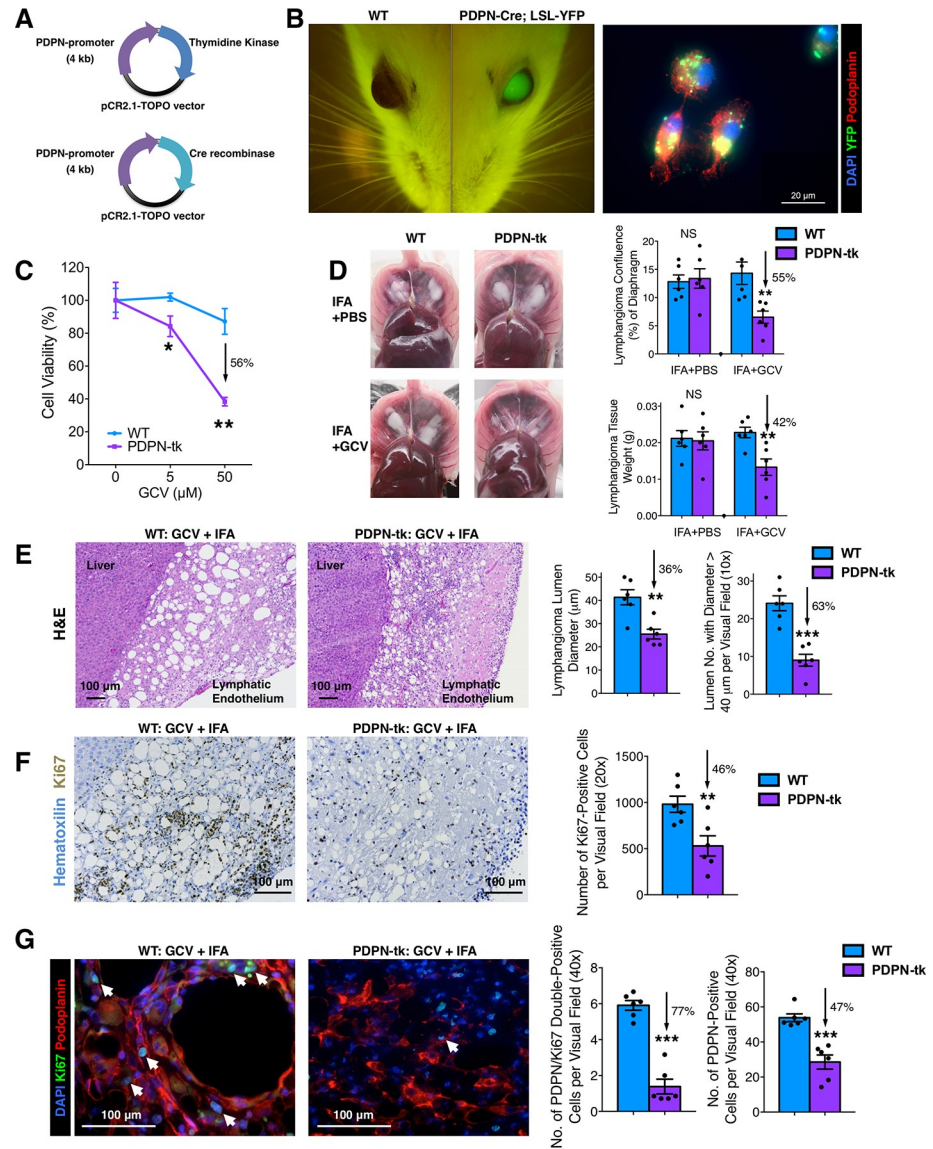 A
PDPN-promoter
(4 kb)
Thymidine Kinase
pCR2.1-TOPO vector
PDPN-promoter
(4 kb)
Cre recombinase
pCR2.1-TOPO vector
B
WT
PDPN-Cre; LSL-YFP
20 μm
DAPI YFP Podoplanin
C
Cell Viability (%)
120
100
80
60
40
20
0
56%
*
**
WT
PDPN-tk
0
5
50
GCV (μM)
D
WT
PDPN-tk
IFA
+PBS
IFA
+GCV
WT
PDPN-tk
Lymphangioma Confluence
(%) of Diaphragm
20
15
10
5
0
NS
55%
**
IFA+PBS
IFA+GCV
Lymphangioma Tissue
Weight (g)
0.03
0.02
0.01
0.00
NS
42%
**
IFA+PBS
IFA+GCV
E
H&E
WT: GCV + IFA
Liver
100 μm
Lymphatic
Endothelium
PDPN-tk: GCV + IFA
Liver
100 μm
Lymphatic
Endothelium
Lymphangioma Lumen
Diameter (μm)
50
40
30
20
10
0
36%
**
Lumen No. with Diameter >
40 μm per Visual Field (10x)
30
20
10
0
63%
***
WT
PDPN-tk
F
Hematoxilin Ki67
WT: GCV + IFA
100 μm
PDPN-tk: GCV + IFA
100 μm
Number of Ki67-Positive Cells
per Visual Field (20x)
1500
1000
500
0
46%
**
WT
PDPN-tk
G
DAPI Ki67 Podoplanin
WT: GCV + IFA
100 μm
PDPN-tk: GCV + IFA
100 μm
No. of PDPN/Ki67 Double-Positive
Cells per Visual Field (40x)
8
6
4
2
0
77%
***
No. of PDPN-Positive
Cells per Visual Field (40x)
80
60
40
20
0
47%
***
WT
PDPN-tk